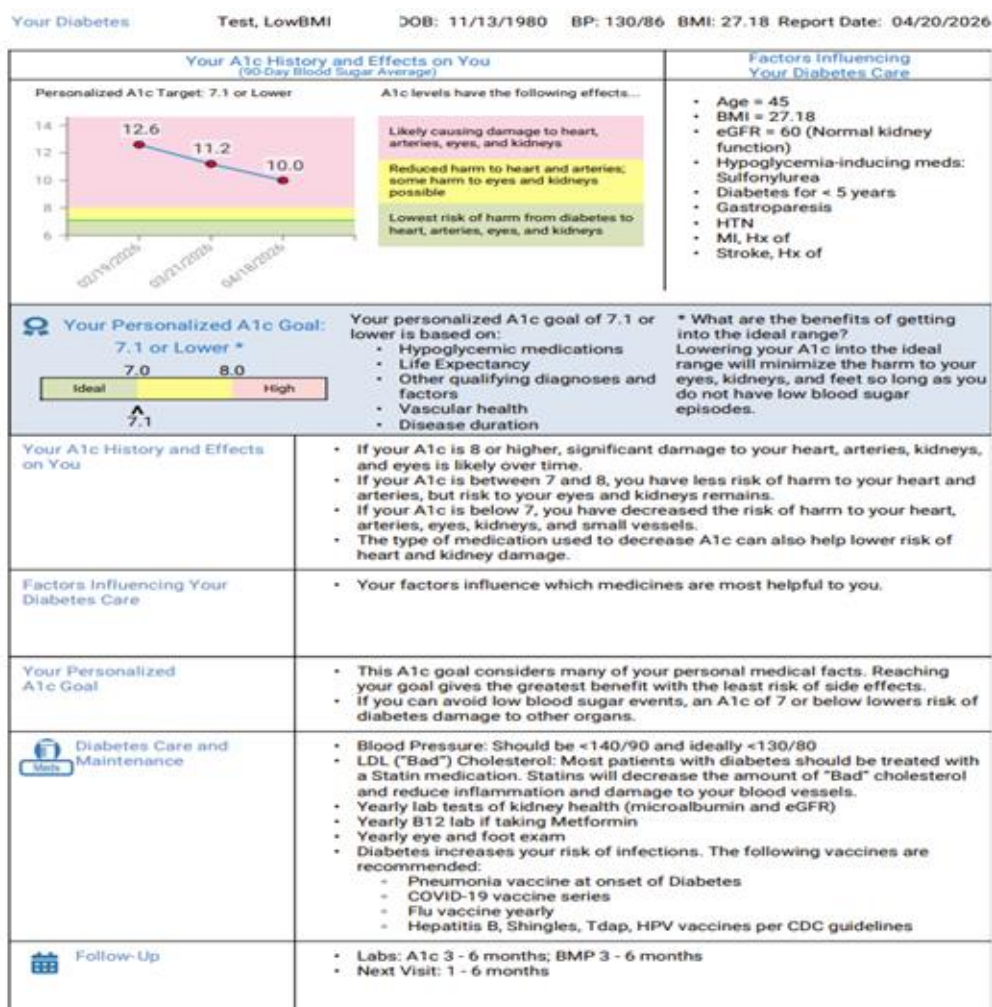 Your Diabetes Test, LowBMI DOB: 11/13/1980 BP: 130/86 BMI: 27.18 Report Date: 04/20/2026
Your A1c History and Effects on You
(90-Day Blood Sugar Average)
Personalized A1c Target: 7.1 or Lower
14
12
10
8
6
12.6
11.2
10.0
02/19/2026
03/21/2026
04/18/2026
A1c levels have the following effects...
Likely causing damage to heart,
arteries, eyes, and kidneys
Reduced harm to heart and arteries;
some harm to eyes and kidneys
possible
Lowest risk of harm from diabetes to
heart, arteries, eyes, and kidneys
Factors Influencing
Your Diabetes Care
• Age = 45
• BMI = 27.18
• eGFR = 60 (Normal kidney
function)
• Hypoglycemia-inducing meds:
Sulfonylurea
• Diabetes for < 5 years
• Gastroparesis
• HTN
• MI, Hx of
• Stroke, Hx of
Your Personalized A1c Goal:
7.1 or Lower *
7.0 8.0
Ideal High
^
7.1
Your personalized A1c goal of 7.1 or
lower is based on:
• Hypoglycemic medications
• Life Expectancy
• Other qualifying diagnoses and
factors
• Vascular health
• Disease duration
* What are the benefits of getting
into the ideal range?
Lowering your A1c into the ideal
range will minimize the harm to your
eyes, kidneys, and feet so long as you
do not have low blood sugar
episodes.
Your A1c History and Effects
on You
• If your A1c is 8 or higher, significant damage to your heart, arteries, kidneys,
and eyes is likely over time.
• If your A1c is between 7 and 8, you have less risk of harm to your heart and
arteries, but risk to your eyes and kidneys remains.
• If your A1c is below 7, you have decreased the risk of harm to your heart,
arteries, eyes, kidneys, and small vessels.
• The type of medication used to decrease A1c can also help lower risk of
heart and kidney damage.
Factors Influencing Your
Diabetes Care
• Your factors influence which medicines are most helpful to you.
Your Personalized
A1c Goal
• This A1c goal considers many of your personal medical facts. Reaching
your goal gives the greatest benefit with the least risk of side effects.
• If you can avoid low blood sugar events, an A1c of 7 or below lowers risk of
diabetes damage to other organs.
Meds
Diabetes Care and
Maintenance
• Blood Pressure: Should be <140/90 and ideally <130/80
• LDL ("Bad") Cholesterol: Most patients with diabetes should be treated with
a Statin medication. Statins will decrease the amount of "Bad" cholesterol
and reduce inflammation and damage to your blood vessels.
• Yearly lab tests of kidney health (microalbumin and eGFR)
• Yearly B12 lab if taking Metformin
• Yearly eye and foot exam
• Diabetes increases your risk of infections. The following vaccines are
recommended:
◦ Pneumonia vaccine at onset of Diabetes
◦ COVID-19 vaccine series
◦ Flu vaccine yearly
◦ Hepatitis B, Shingles, Tdap, HPV vaccines per CDC guidelines
Follow-Up
• Labs: A1c 3 - 6 months; BMP 3 - 6 months
• Next Visit: 1 - 6 months